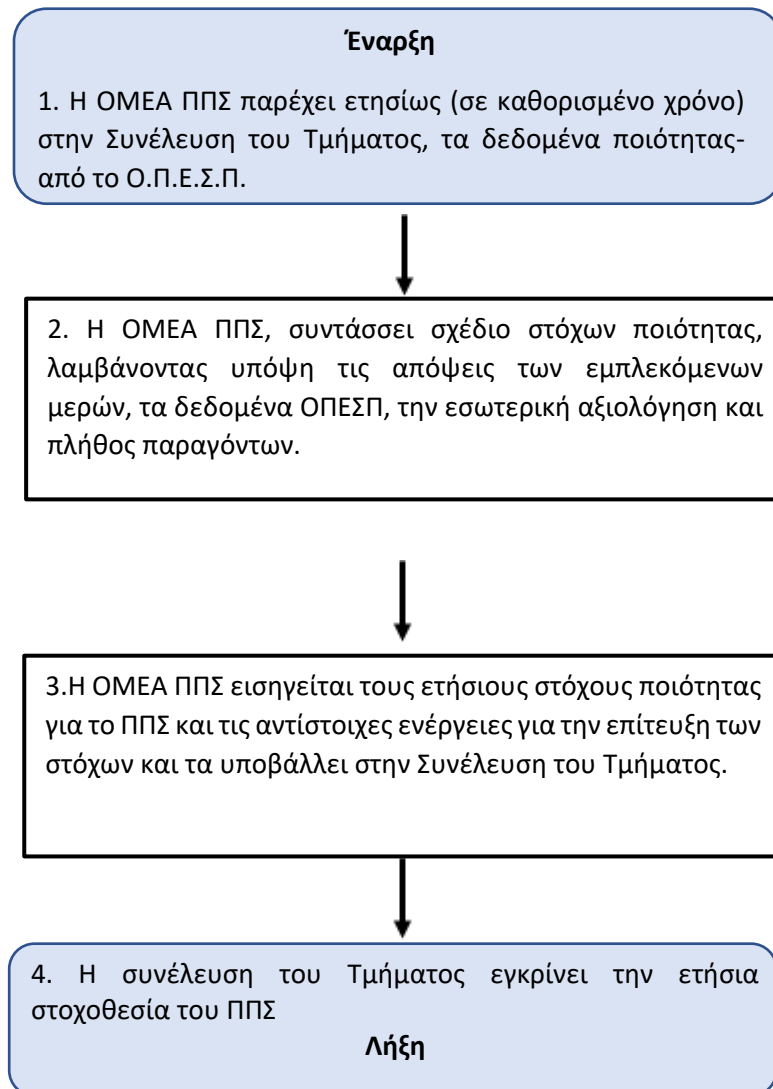 Έναρξη
1. Η ΟΜΕΑ ΠΠΣ παρέχει ετησίως (σε καθορισμένο χρόνο)
στην Συνέλευση του Τμήματος, τα δεδομένα ποιότητας-
από το Ο.Π.Ε.Σ.Π.
2. Η ΟΜΕΑ ΠΠΣ, συντάσσει σχέδιο στόχων ποιότητας,
λαμβάνοντας υπόψη τις απόψεις των εμπλεκόμενων
μερών, τα δεδομένα ΟΠΕΣΠ, την εσωτερική αξιολόγηση και
πλήθος παραγόντων.
3.Η ΟΜΕΑ ΠΠΣ εισηγείται τους ετήσιους στόχους ποιότητας
για το ΠΠΣ και τις αντίστοιχες ενέργειες για την επίτευξη των
στόχων και τα υποβάλλει στην Συνέλευση του Τμήματος.
4. Η συνέλευση του Τμήματος εγκρίνει την ετήσια
στοχοθεσία του ΠΠΣ
Λήξη